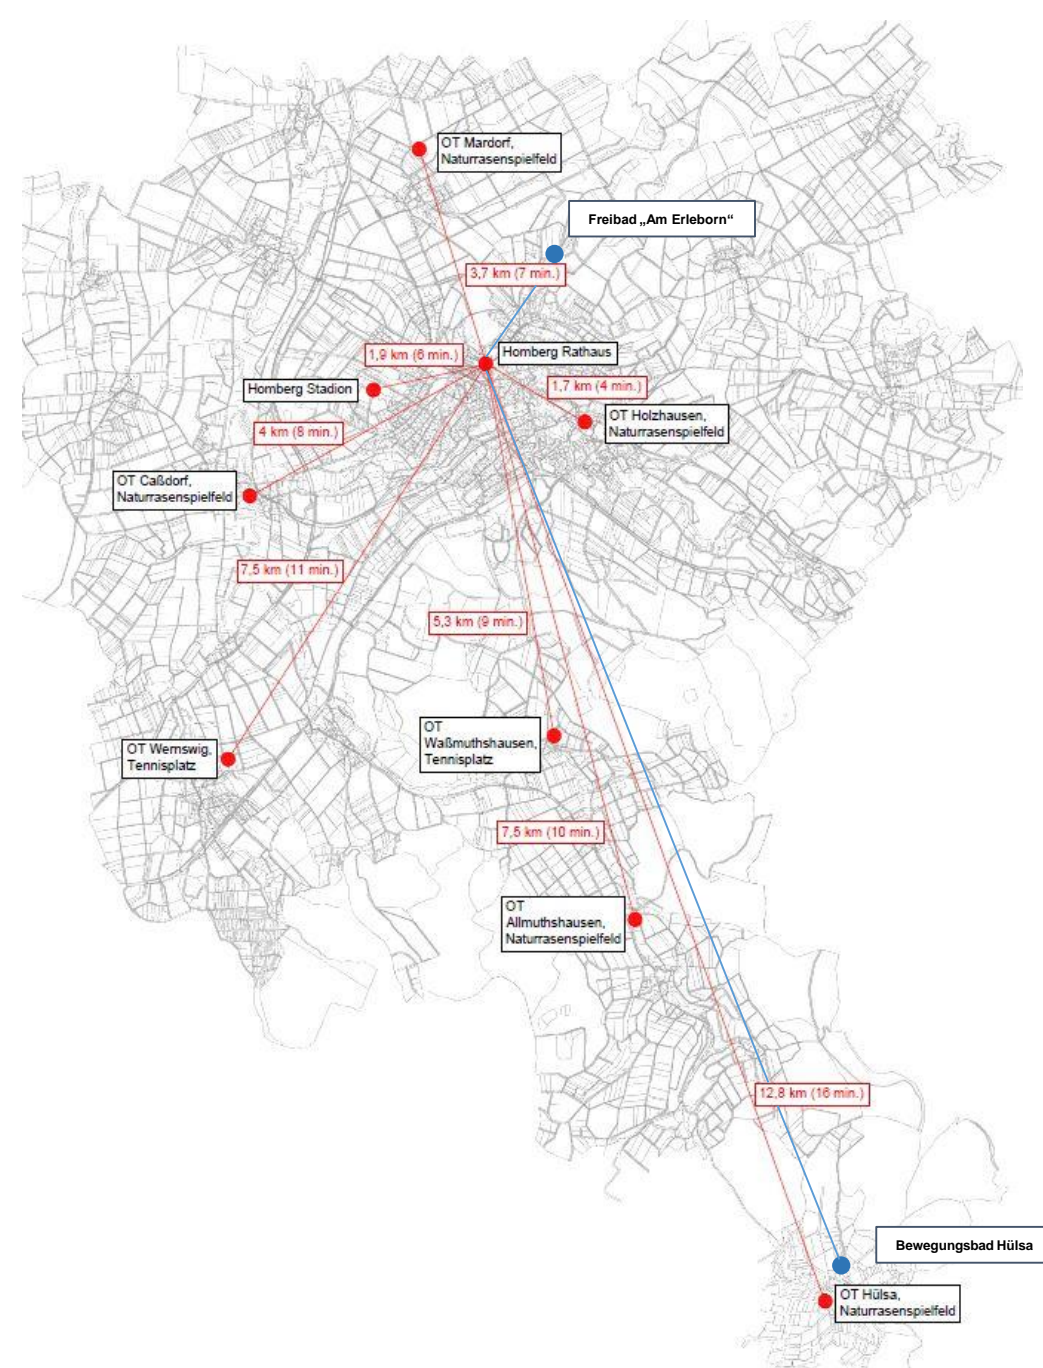 OT Mardorf,
Naturrasenspielfeld
Freibad „Am Erleborn“
3,7 km (7 min.)
Homberg Rathaus
1,9 km (6 min.)
Homberg Stadion
1,7 km (4 min.)
OT Holzhausen,
Naturrasenspielfeld
4 km (8 min.)
OT Caßdorf,
Naturrasenspielfeld
7,5 km (11 min.)
5,3 km (9 min.)
OT
Waßmuthshausen,
Tennisplatz
OT Wernswig,
Tennisplatz
7,5 km (10 min.)
OT
Allmuthshausen,
Naturrasenspielfeld
12,8 km (16 min.)
Bewegungsbad Hülsa
OT Hülsa,
Naturrasenspielfeld